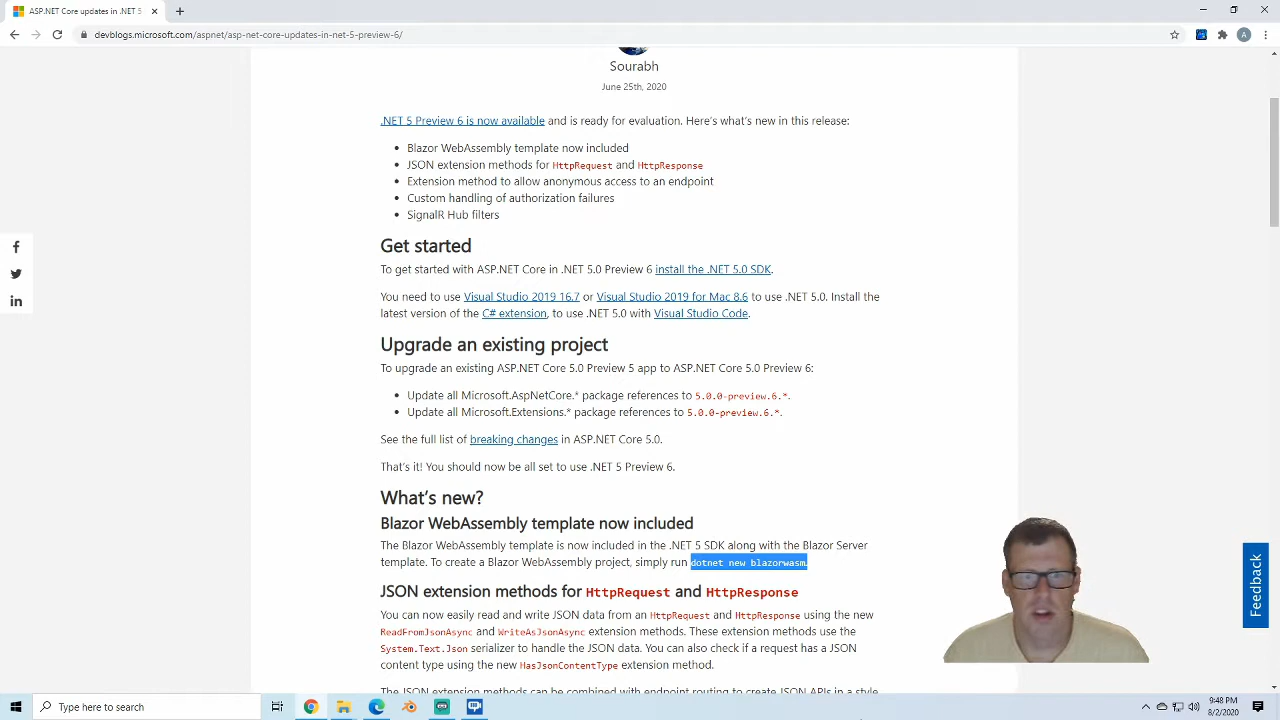 ASP.NET Core updates in .NET 5
devblogs.microsoft.com/aspnet/asp-net-core-updates-in-net-5-preview-6/
A
Sourabh
June 25th, 2020
.NET 5 Preview 6 is now available and is ready for evaluation. Here's what's new in this release:
• Blazor WebAssembly template now included
• JSON extension methods for HttpRequest and HttpResponse
• Extension method to allow anonymous access to an endpoint
• Custom handling of authorization failures
• SignalR Hub filters
Get started
To get started with ASP.NET Core in .NET 5.0 Preview 6 install the .NET 5.0 SDK.
You need to use Visual Studio 2019 16.7 or Visual Studio 2019 for Mac 8.6 to use .NET 5.0. Install the
latest version of the C# extension, to use .NET 5.0 with Visual Studio Code.
Upgrade an existing project
To upgrade an existing ASP.NET Core 5.0 Preview 5 app to ASP.NET Core 5.0 Preview 6:
• Update all Microsoft.AspNetCore.* package references to 5.0.0-preview.6.*.
• Update all Microsoft.Extensions.* package references to 5.0.0-preview.6.*.
See the full list of breaking changes in ASP.NET Core 5.0.
That's it! You should now be all set to use .NET 5 Preview 6.
What's new?
Blazor WebAssembly template now included
The Blazor WebAssembly template is now included in the .NET 5 SDK along with the Blazor Server
template. To create a Blazor WebAssembly project, simply run dotnet new blazorwasm.
JSON extension methods for HttpRequest and HttpResponse
You can now easily read and write JSON data from an HttpRequest and HttpResponse using the new
ReadFromJsonAsync and WriteAsJsonAsync extension methods. These extension methods use the
System.Text.Json serializer to handle the JSON data. You can also check if a request has a JSON
content type using the new HasJsonContentType extension method.
The JSON extension methods can be combined with endpoint routing to create JSON APIs in a style
Feedback
Type here to search
9:48 PM
8/2/2020